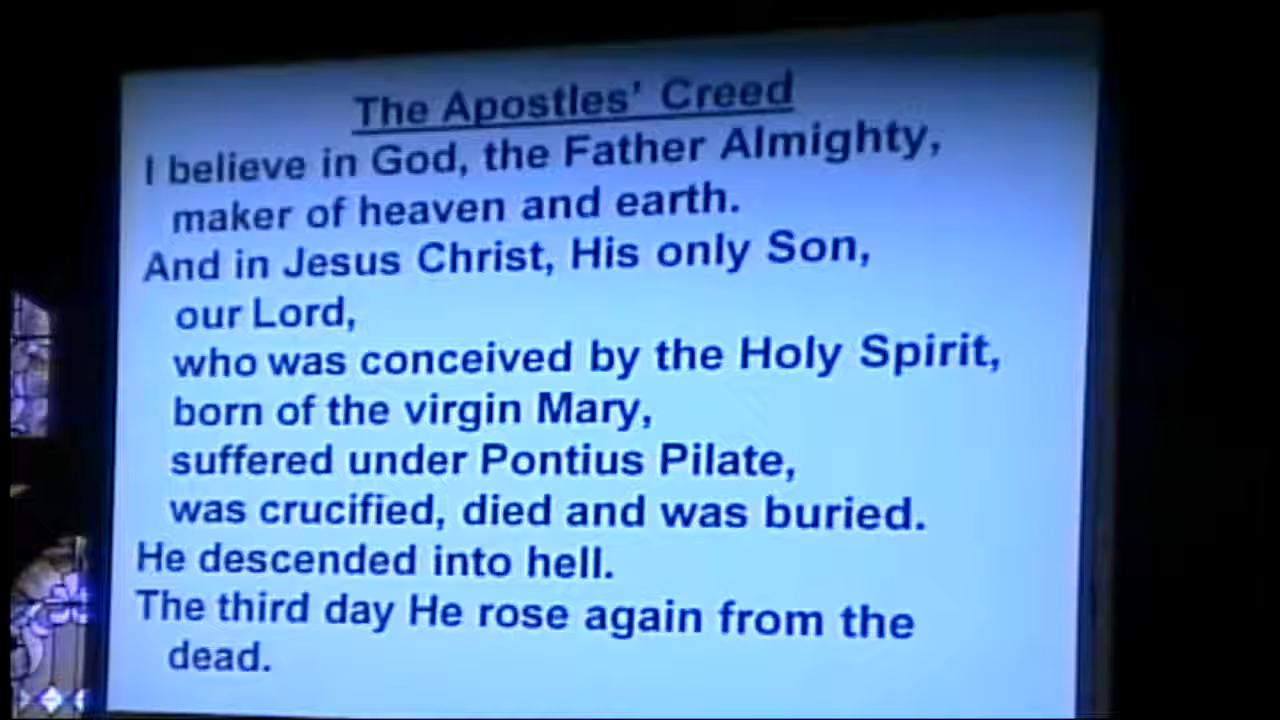 The Apostles' Creed
I believe in God, the Father Almighty,
maker of heaven and earth.
And in Jesus Christ, His only Son,
our Lord,
who was conceived by the Holy Spirit,
born of the virgin Mary,
suffered under Pontius Pilate,
was crucified, died and was buried.
He descended into hell.
The third day He rose again from the
dead.